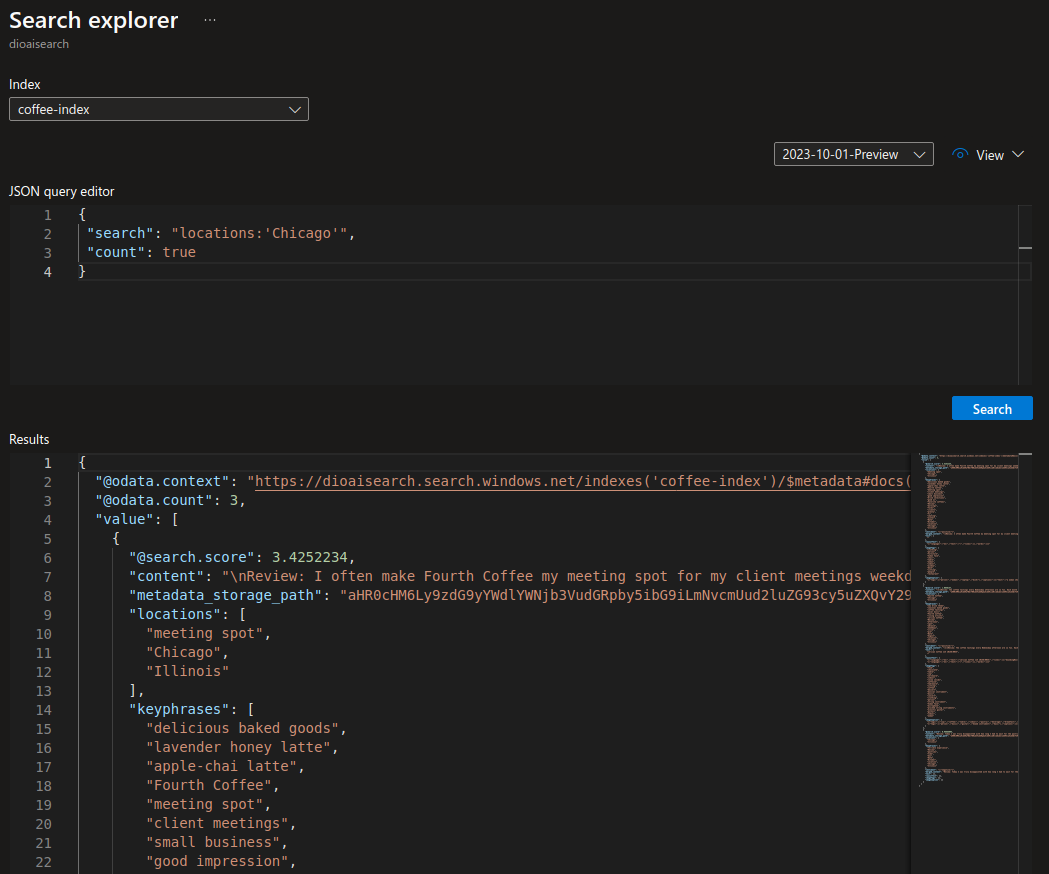 Search explorer ...
dioaisearch
Index
coffee-index
2023-10-01-Preview View
JSON query editor
1 {
2 "search": "locations:'Chicago'",
3 "count": true
4 }
Search
Results
1 {
2 "@odata.context": "https://dioaisearch.search.windows.net/indexes('coffee-index')/$metadata#docs(
3 "@odata.count": 3,
4 "value": [
5 {
6 "@search.score": 3.4252234,
7 "content": "\nReview: I often make Fourth Coffee my meeting spot for my client meetings weekd
8 "metadata_storage_path": "aHR0cHM6Ly9zdG9yYWdlYWNjb3VudGRpby5ibG9iLmNvcmUud2luZG93cy5uZXQvY29
9 "locations": [
10 "meeting spot",
11 "Chicago",
12 "Illinois"
13 ],
14 "keyphrases": [
15 "delicious baked goods",
16 "lavender honey latte",
17 "apple-chai latte",
18 "Fourth Coffee",
19 "meeting spot",
20 "client meetings",
21 "small business",
22 "good impression",